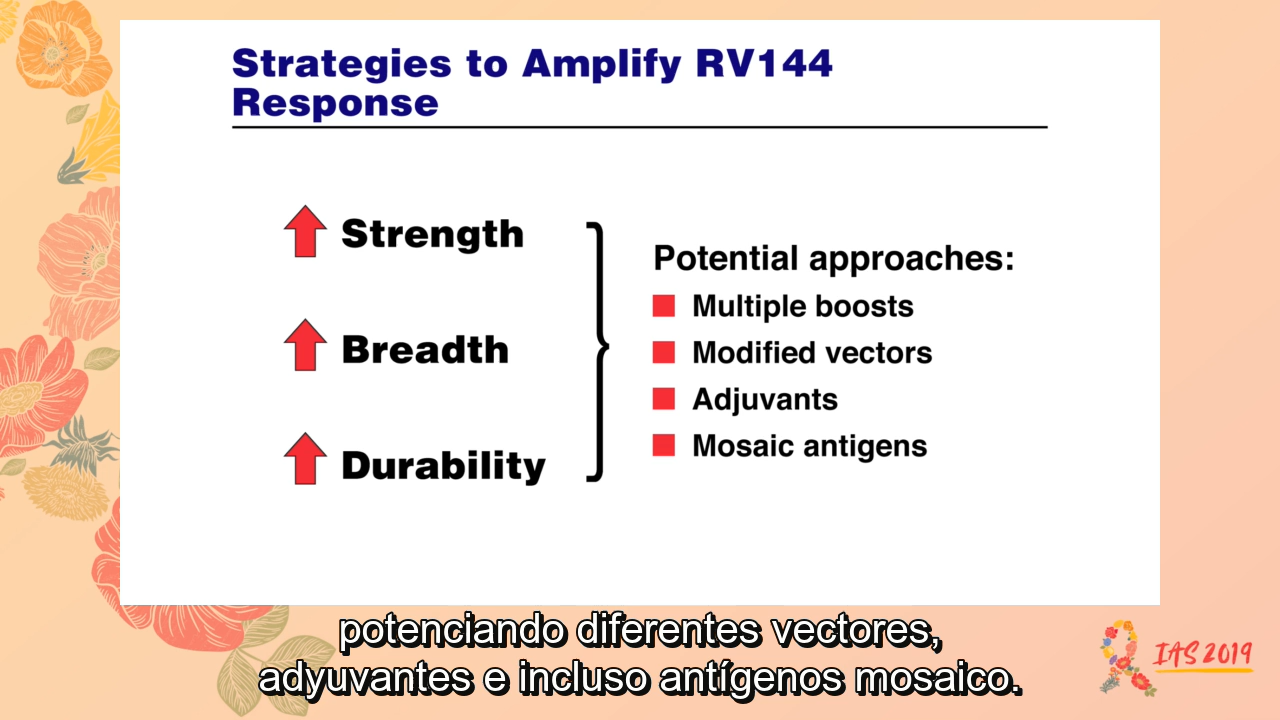 Strategies to Amplify RV144
Response
Strength
Breadth
Durability
Potential approaches:
Multiple boosts
Modified vectors
Adjuvants
Mosaic antigens
potenciando diferentes vectores,
adyuvantes e incluso antígenos mosaico.
IAS 2019